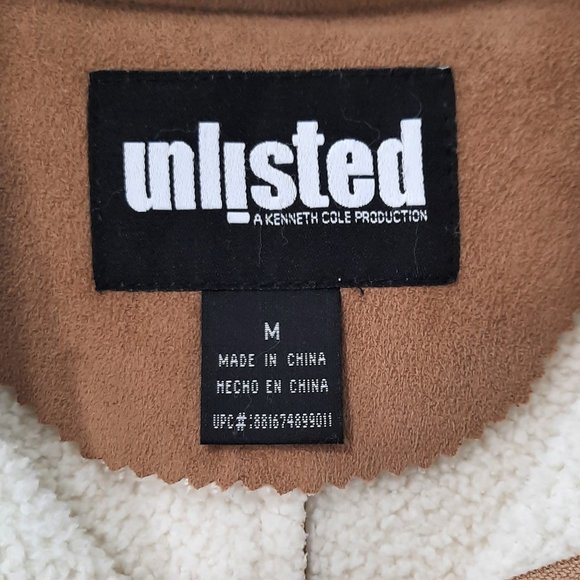 unlisted
A KENNETH COLE PRODUCTION
M
MADE IN CHINA
HECHO EN CHINA
UPC#:881674899011